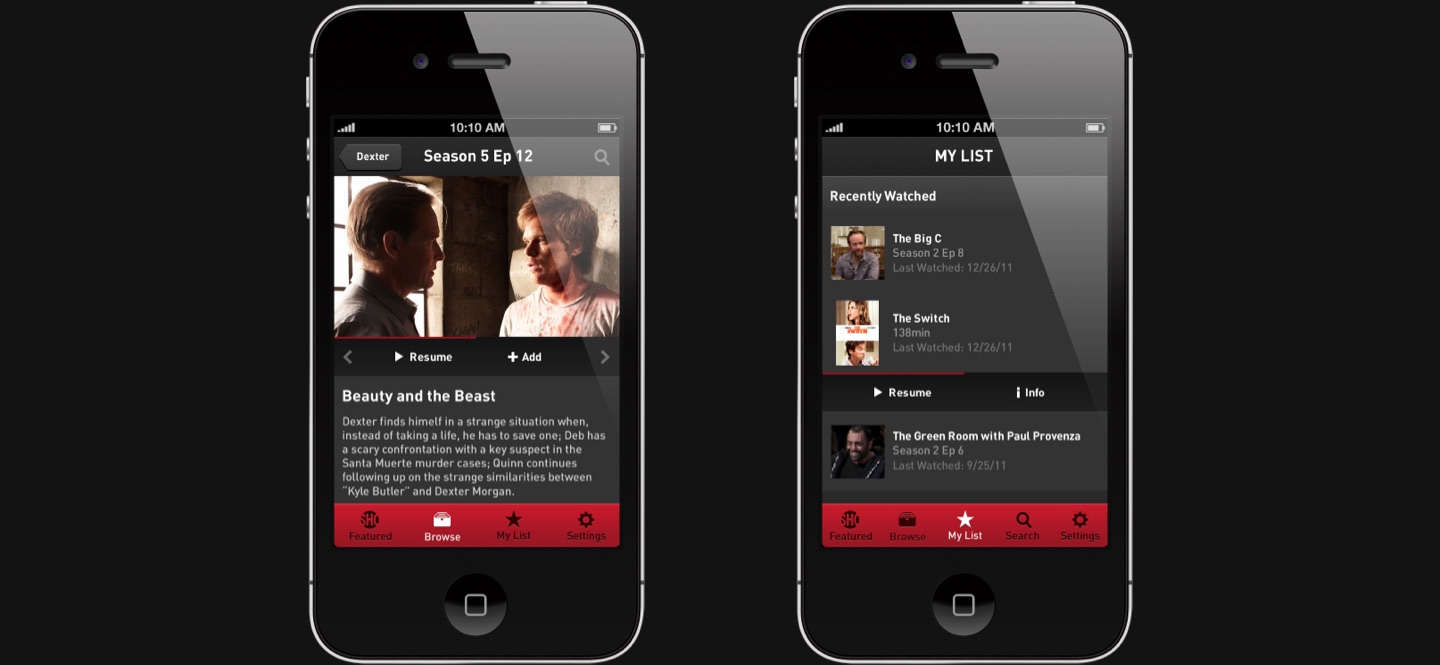 10:10 AM
Dexter
Season 5 Ep 12
Resume
Add
Beauty and the Beast
Dexter finds himelf in a strange situation when,
instead of taking a life, he has to save one; Deb has
a scary confrontation with a key suspect in the
Santa Muerte murder cases; Quinn continues
following up on the strange similarities between
“Kyle Butler” and Dexter Morgan.
SHO
Featured
Browse
My List
Settings
10:10 AM
MY LIST
Recently Watched
The Big C
Season 2 Ep 8
Last Watched: 12/26/11
The Switch
138min
Last Watched: 12/26/11
Resume
Info
The Green Room with Paul Provenza
Season 2 Ep 6
Last Watched: 9/25/11
SHO
Featured
Browse
My List
Search
Settings